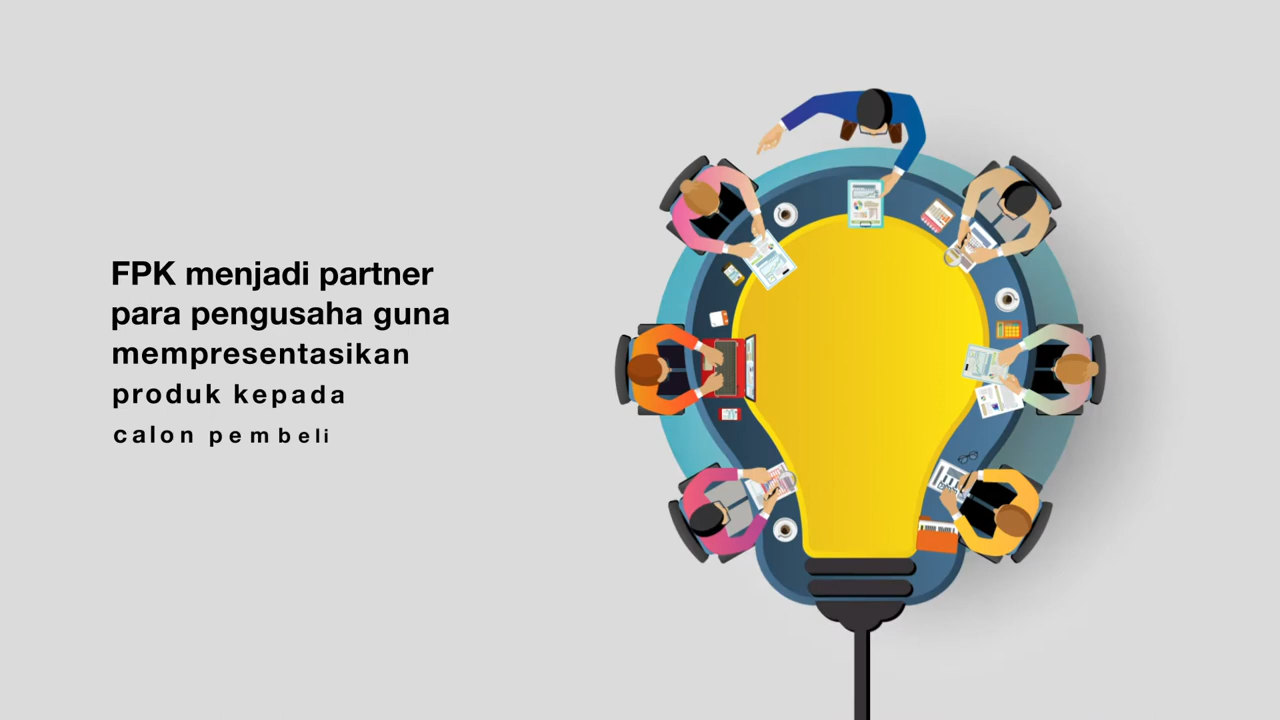 FPK menjadi partner
para pengusaha guna
mempresentasikan
produk kepada
calon pembeli